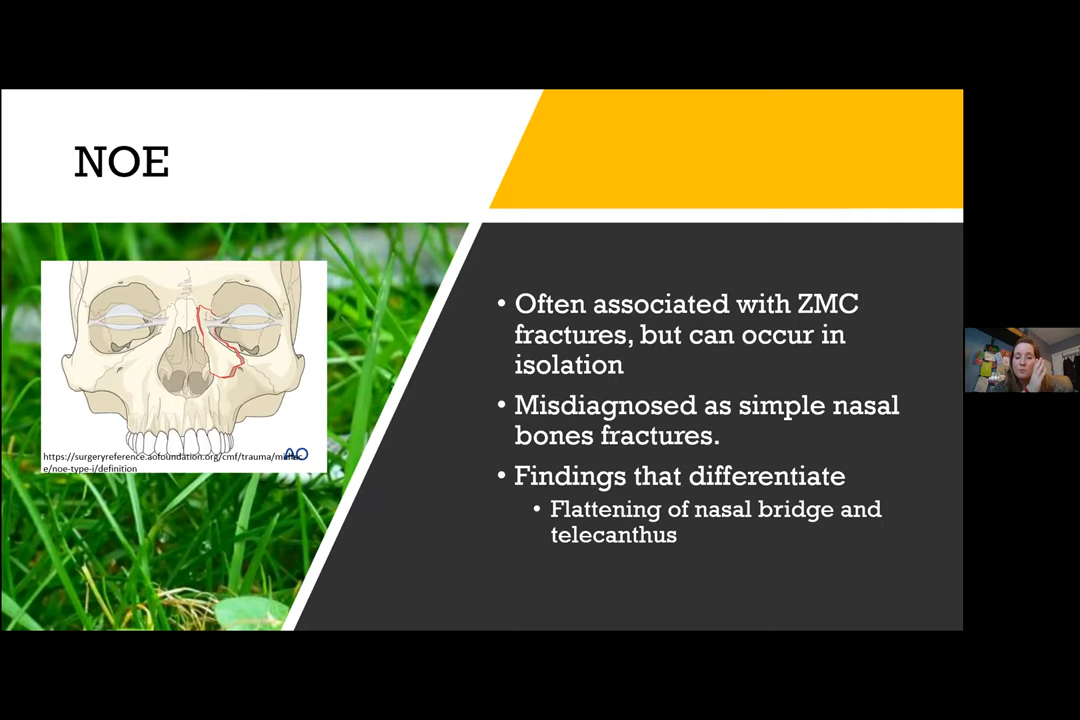 NOE
AO
https://surgeryreference.aofoundation.org/cmf/trauma/
e/noe-type-i/definition
• Often associated with ZMC
fractures, but can occur in
isolation
• Misdiagnosed as simple nasal
bones fractures.
• Findings that differentiate
• Flattening of nasal bridge and
telecanthus